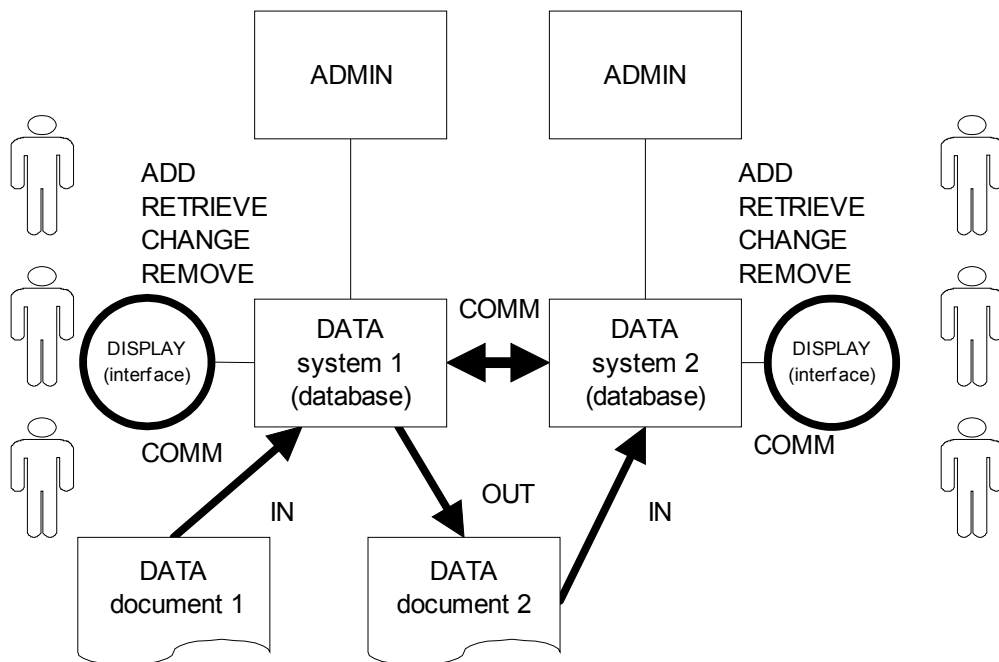 ADMIN
ADMIN
ADD
RETRIEVE
CHANGE
REMOVE
ADD
RETRIEVE
CHANGE
REMOVE
DISPLAY
(interface)
DATA
system 1
(database)
COMM
DATA
system 2
(database)
DISPLAY
(interface)
COMM
COMM
IN
OUT
IN
DATA
document 1
DATA
document 2